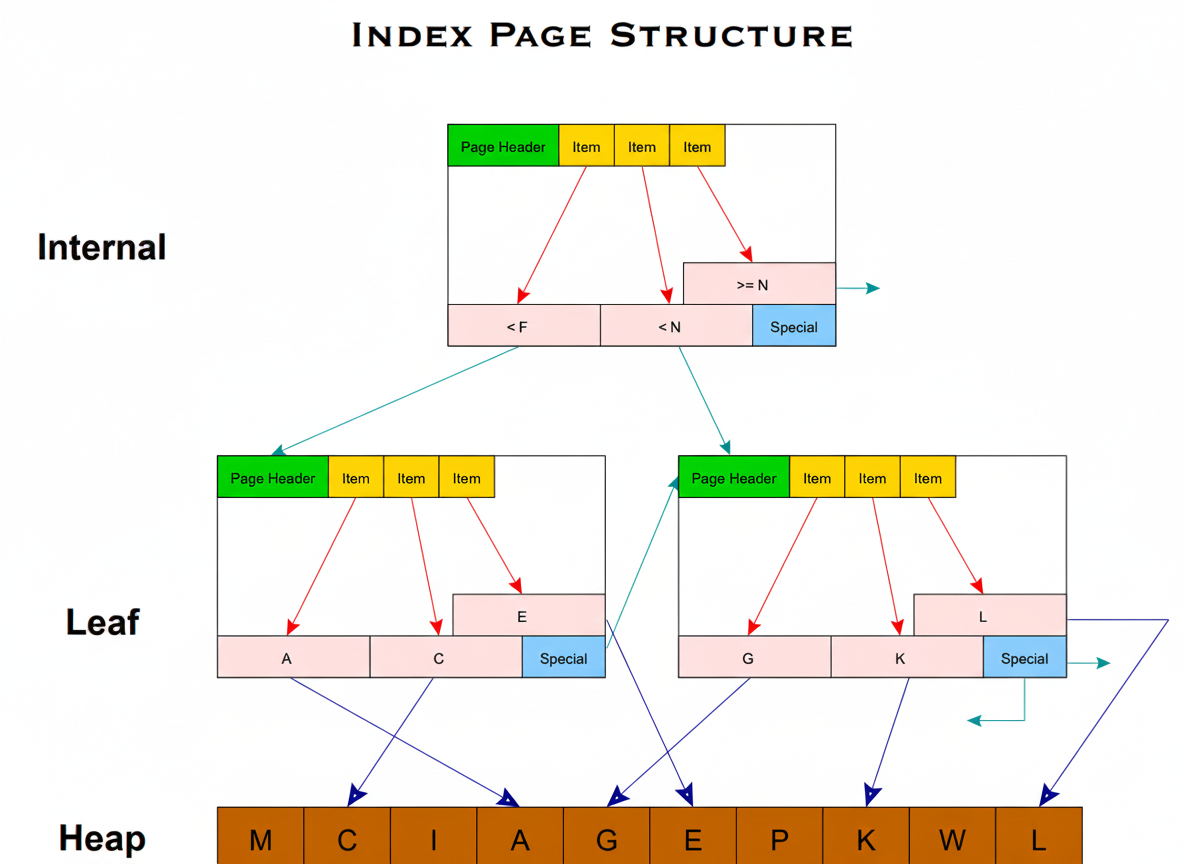 INDEX PAGE STRUCTURE
Page Header Item Item Item
Internal
>= N
< F < N Special
Page Header Item Item Item Page Header Item Item Item
Leaf
E L
A C Special G K Special
Heap M C I A G E P K W L